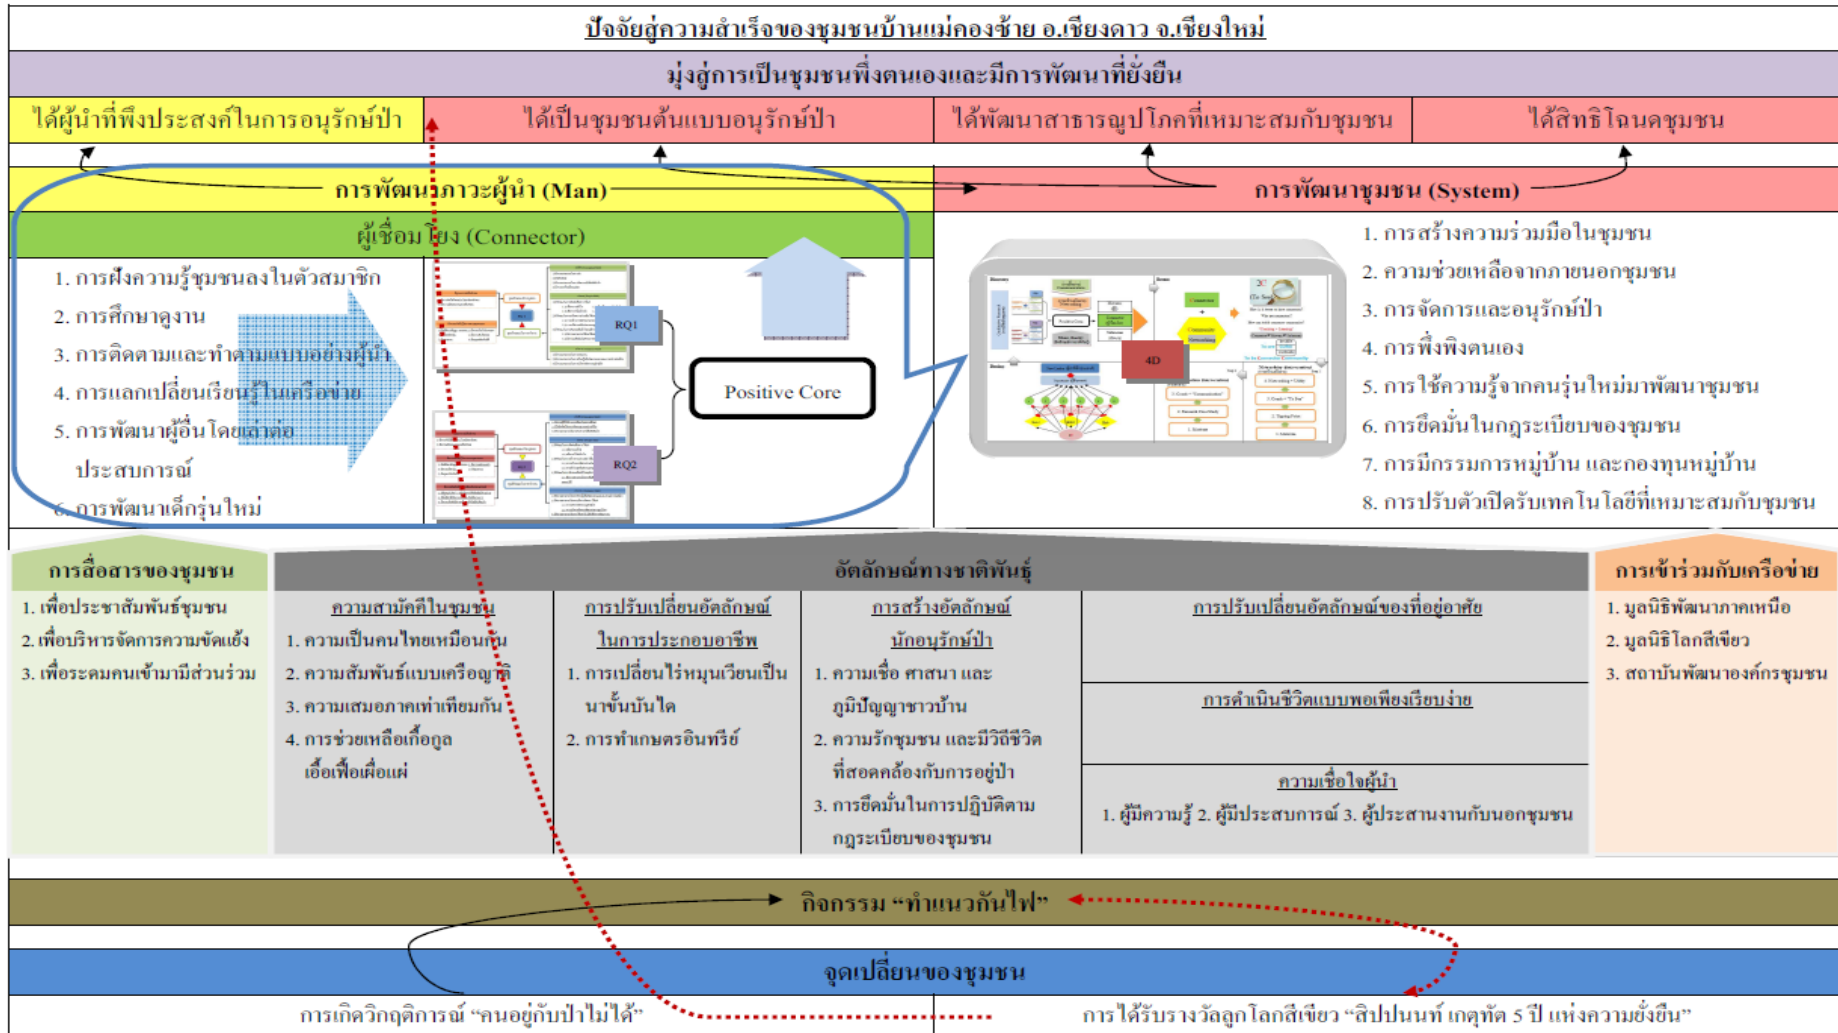 ปัจจัยสู่ความสำเร็จของชุมชนบ้านแม่คองซ้าย อ.เชียงดาว จ.เชียงใหม่
มุ่งสู่การเป็นชุมชนพึ่งตนเองและมีการพัฒนาที่ยั่งยืน
ได้ผู้นำที่พึงประสงค์ในการอนุรักษ์ป่า
ได้เป็นชุมชนต้นแบบอนุรักษ์ป่า
ได้พัฒนาสาธารณูปโภคที่เหมาะสมกับชุมชน
ได้สิทธิโฉนดชุมชน
การพัฒนาภาวะผู้นำ (Man)
การพัฒนาชุมชน (System)
ผู้เชื่อมโยง (Connector)
1. การฝังความรู้ชุมชนลงในตัวสมาชิก
2. การศึกษาดูงาน
3. การติดตามและทำตามแบบอย่างผู้นำ
4. การแลกเปลี่ยนเรียนรู้ในเครือข่าย
5. การพัฒนาผู้อื่นโดยเล่าต่อ
ประสบการณ์
6. การพัฒนาเด็กรุ่นใหม่
RQ1
RQ2
Positive Core
4D
1. การสร้างความร่วมมือในชุมชน
2. ความช่วยเหลือจากภายนอกชุมชน
3. การจัดการและอนุรักษ์ป่า
4. การพึ่งพิงตนเอง
5. การใช้ความรู้จากคนรุ่นใหม่มาพัฒนาชุมชน
6. การยึดมั่นในกฎระเบียบของชุมชน
7. การมีกรรมการหมู่บ้าน และกองทุนหมู่บ้าน
8. การปรับตัวเปิดรับเทคโนโลยีที่เหมาะสมกับชุมชน
การสื่อสารของชุมชน
1. เพื่อประชาสัมพันธ์ชุมชน
2. เพื่อบริหารจัดการความขัดแย้ง
3. เพื่อระดมคนเข้ามามีส่วนร่วม
อัตลักษณ์ทางชาติพันธุ์
ความสามัคคีในชุมชน
1. ความเป็นคนไทยเหมือนกัน
2. ความสัมพันธ์แบบเครือญาติ
3. ความเสมอภาคเท่าเทียมกัน
4. การช่วยเหลือเกื้อกูล
เอื้อเฟื้อเผื่อแผ่
การปรับเปลี่ยนอัตลักษณ์
ในการประกอบอาชีพ
1. การเปลี่ยนไร่หมุนเวียนเป็น
นาขั้นบันได
2. การทำเกษตรอินทรีย์
การสร้างอัตลักษณ์
นักอนุรักษ์ป่า
1. ความเชื่อ ศาสนา และ
ภูมิปัญญาชาวบ้าน
2. ความรักชุมชน และมีวิถีชีวิต
ที่สอดคล้องกับการอยู่ป่า
3. การยึดมั่นในการปฏิบัติตาม
กฎระเบียบของชุมชน
การปรับเปลี่ยนอัตลักษณ์ของที่อยู่อาศัย
การดำเนินชีวิตแบบพอเพียงเรียบง่าย
ความเชื่อใจผู้นำ
1. ผู้มีความรู้ 2. ผู้มีประสบการณ์ 3. ผู้ประสานงานกับนอกชุมชน
การเข้าร่วมกับเครือข่าย
1. มูลนิธิพัฒนาภาคเหนือ
2. มูลนิธิโลกสีเขียว
3. สถาบันพัฒนาองค์กรชุมชน
กิจกรรม “ทำแนวกันไฟ”
จุดเปลี่ยนของชุมชน
การเกิดวิกฤติการณ์ “คนอยู่กับป่าไม่ได้”
การได้รับรางวัลลูกโลกสีเขียว “สิปปนนท์ เกตุทัต 5 ปี แห่งความยั่งยืน”